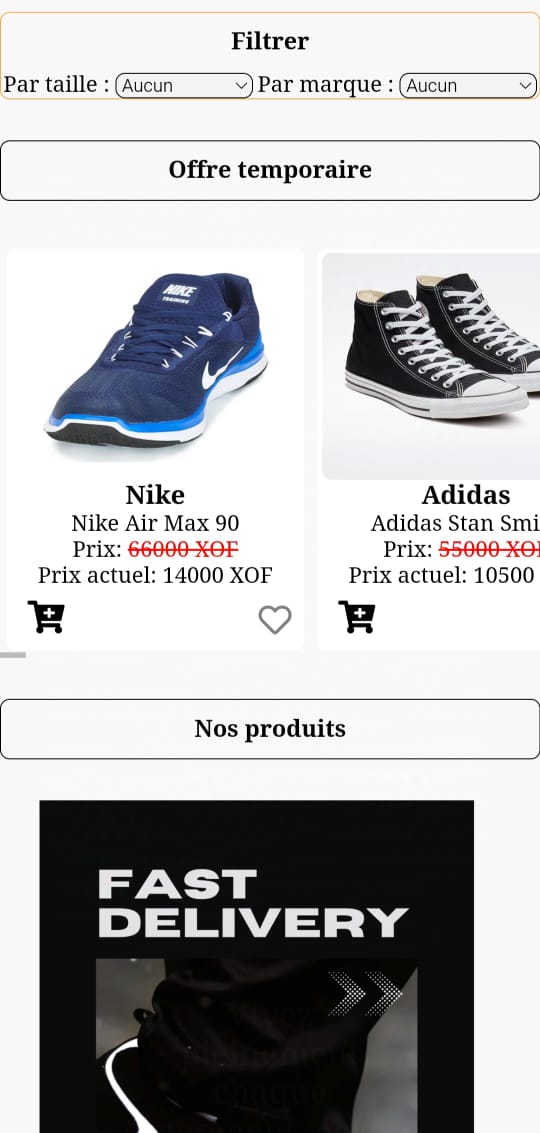 Filtrer
Par taille : Aucun Par marque : Aucun
Offre temporaire
NIKE
TRAINING
Nike
Nike Air Max 90
Prix: 66000 XOF
Prix actuel: 14000 XOF
Adidas
Adidas Stan Smi
Prix: 55000 XO
Prix actuel: 10500
Nos produits
FAST
DELIVERY
chaque